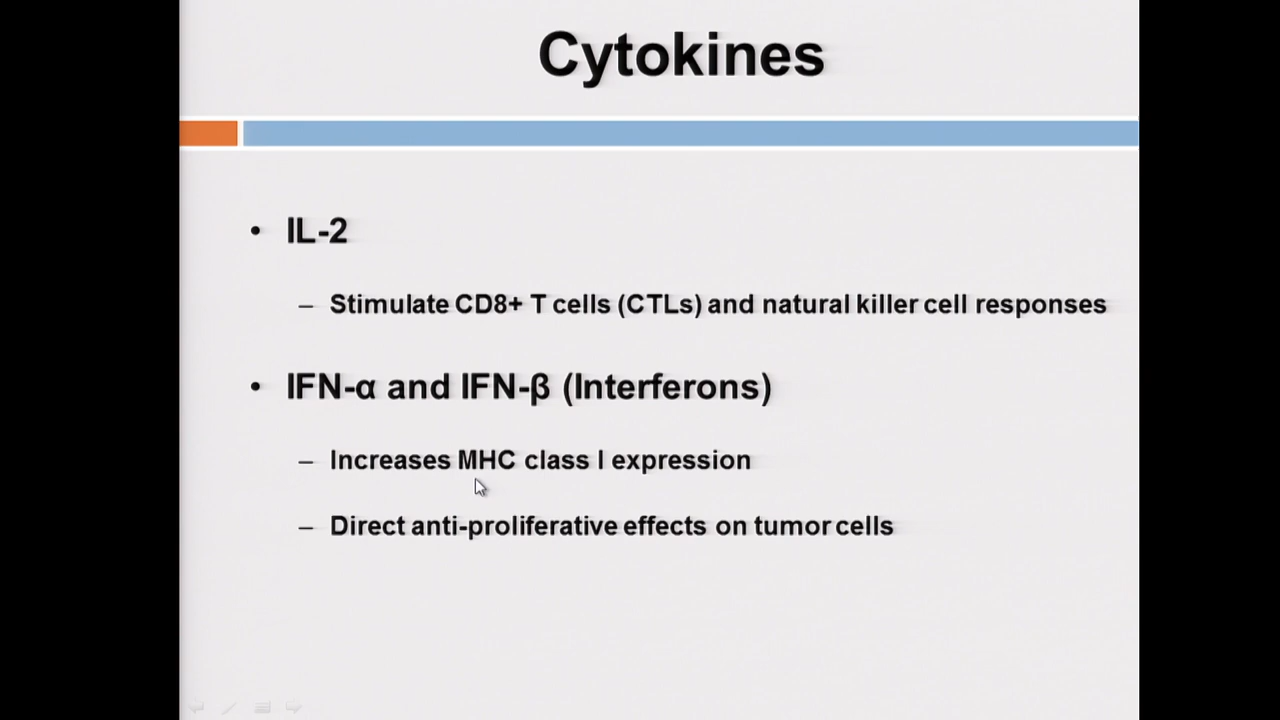 Cytokines
• IL-2
– Stimulate CD8+ T cells (CTLs) and natural killer cell responses
• IFN-α and IFN-β (Interferons)
– Increases MHC class I expression
– Direct anti-proliferative effects on tumor cells